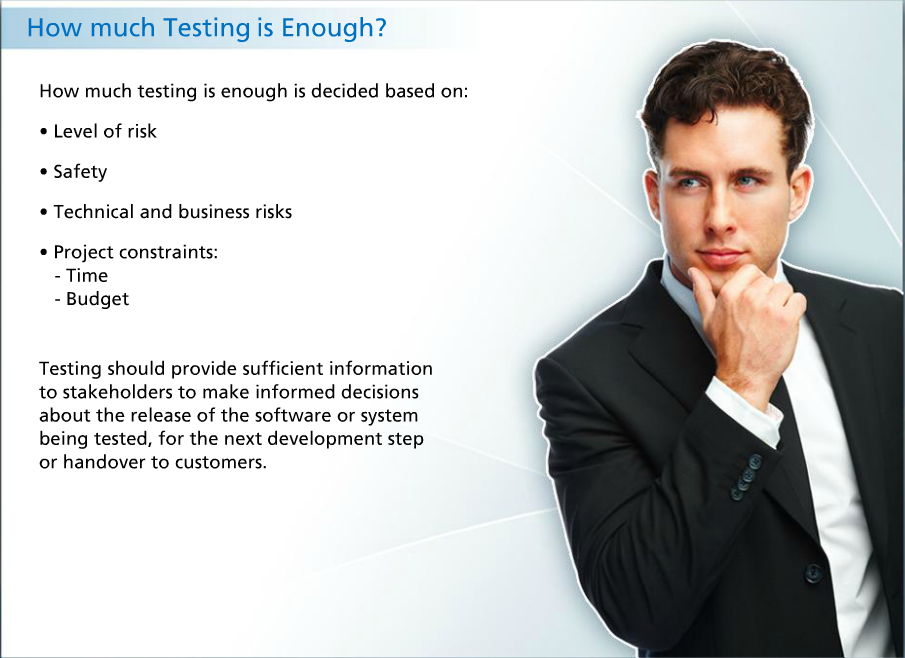 How much Testing is Enough?
How much testing is enough is decided based on:
• Level of risk
• Safety
• Technical and business risks
• Project constraints:
- Time
- Budget
Testing should provide sufficient information
to stakeholders to make informed decisions
about the release of the software or system
being tested, for the next development step
or handover to customers.